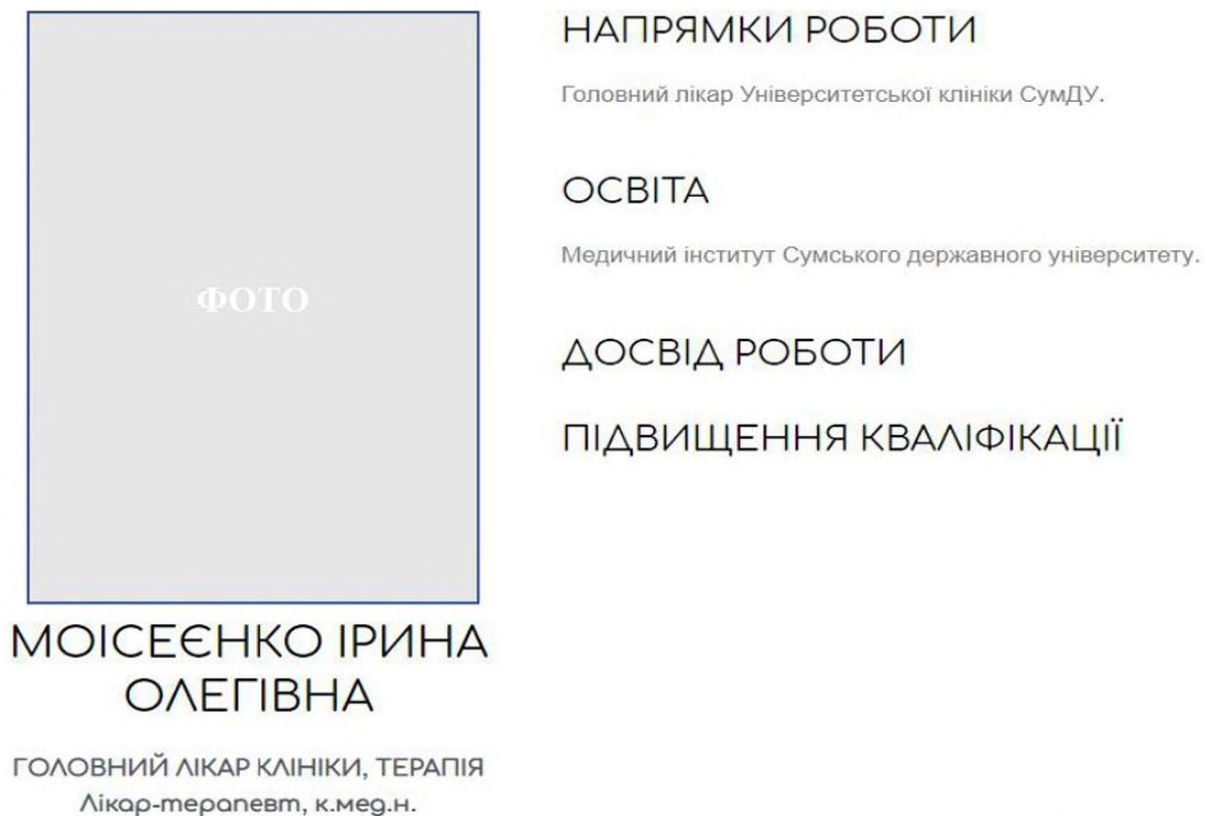 ФОТО
МОІСЕЄНКО ІРИНА
ОЛЕГІВНА
ГОЛОВНИЙ ЛІКАР КЛІНІКИ, ТЕРАПІЯ
Лікар-терапевт, к.мед.н.
НАПРЯМКИ РОБОТИ
Головний лікар Університетської клініки СумДУ.
ОСВІТА
Медичний інститут Сумського державного університету.
ДОСВІД РОБОТИ
ПІДВИЩЕННЯ КВАЛІФІКАЦІЇ